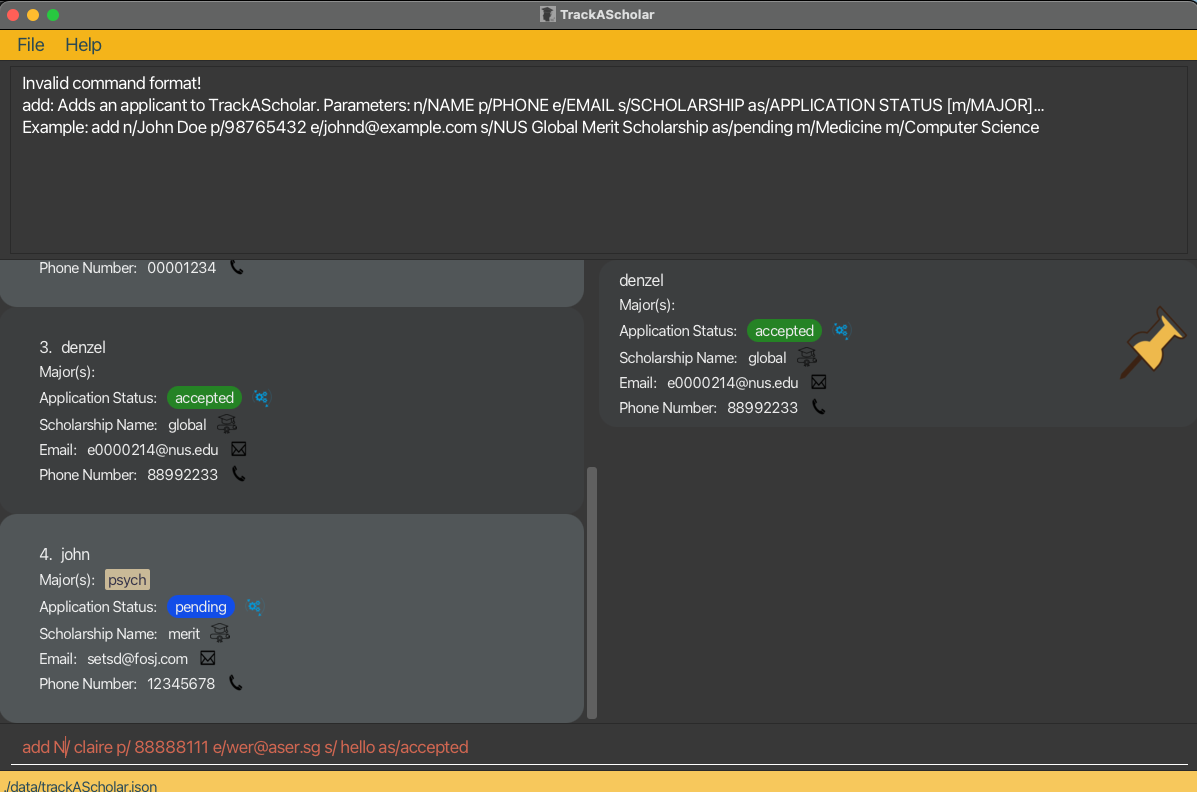 TrackAScholar
File Help
Invalid command format!
add: Adds an applicant to TrackAScholar. Parameters: n/NAME p/PHONE e/EMAIL s/SCHOLARSHIP as/APPLICATION STATUS [m/MAJOR]...
Example: add n/John Doe p/98765432 e/johnd@example.com s/NUS Global Merit Scholarship as/pending m/Medicine m/Computer Science
Phone Number: 00001234
3. denzel
Major(s):
Application Status: accepted
Scholarship Name: global
Email: e0000214@nus.edu
Phone Number: 88992233
4. john
Major(s): psych
Application Status: pending
Scholarship Name: merit
Email: setsd@fosj.com
Phone Number: 12345678
denzel
Major(s):
Application Status: accepted
Scholarship Name: global
Email: e0000214@nus.edu
Phone Number: 88992233
add N/ claire p/ 88888111 e/wer@aser.sg s/ hello as/accepted
./data/trackAScholar.json